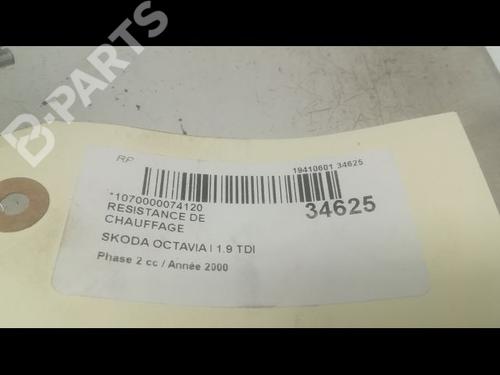 B-PARTS
RP
19410601 34625
*1070000074120
RESISTANCE DE
CHAUFFAGE
34625
SKODA OCTAVIA I 1.9 TDI
Phase 2 cc / Année 2000